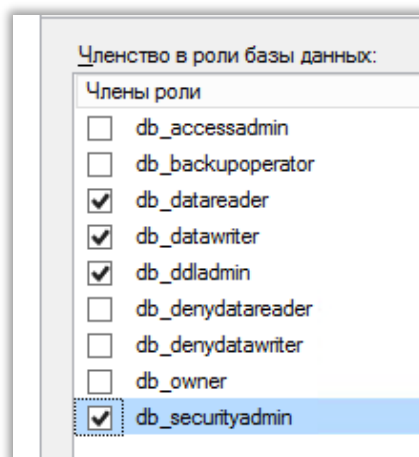 Членство в роли базы данных:
Члены роли
db_accessadmin
db_backupoperator
db_datareader
db_datawriter
db_ddladmin
db_denydatareader
db_denydatawriter
db_owner
db_securityadmin